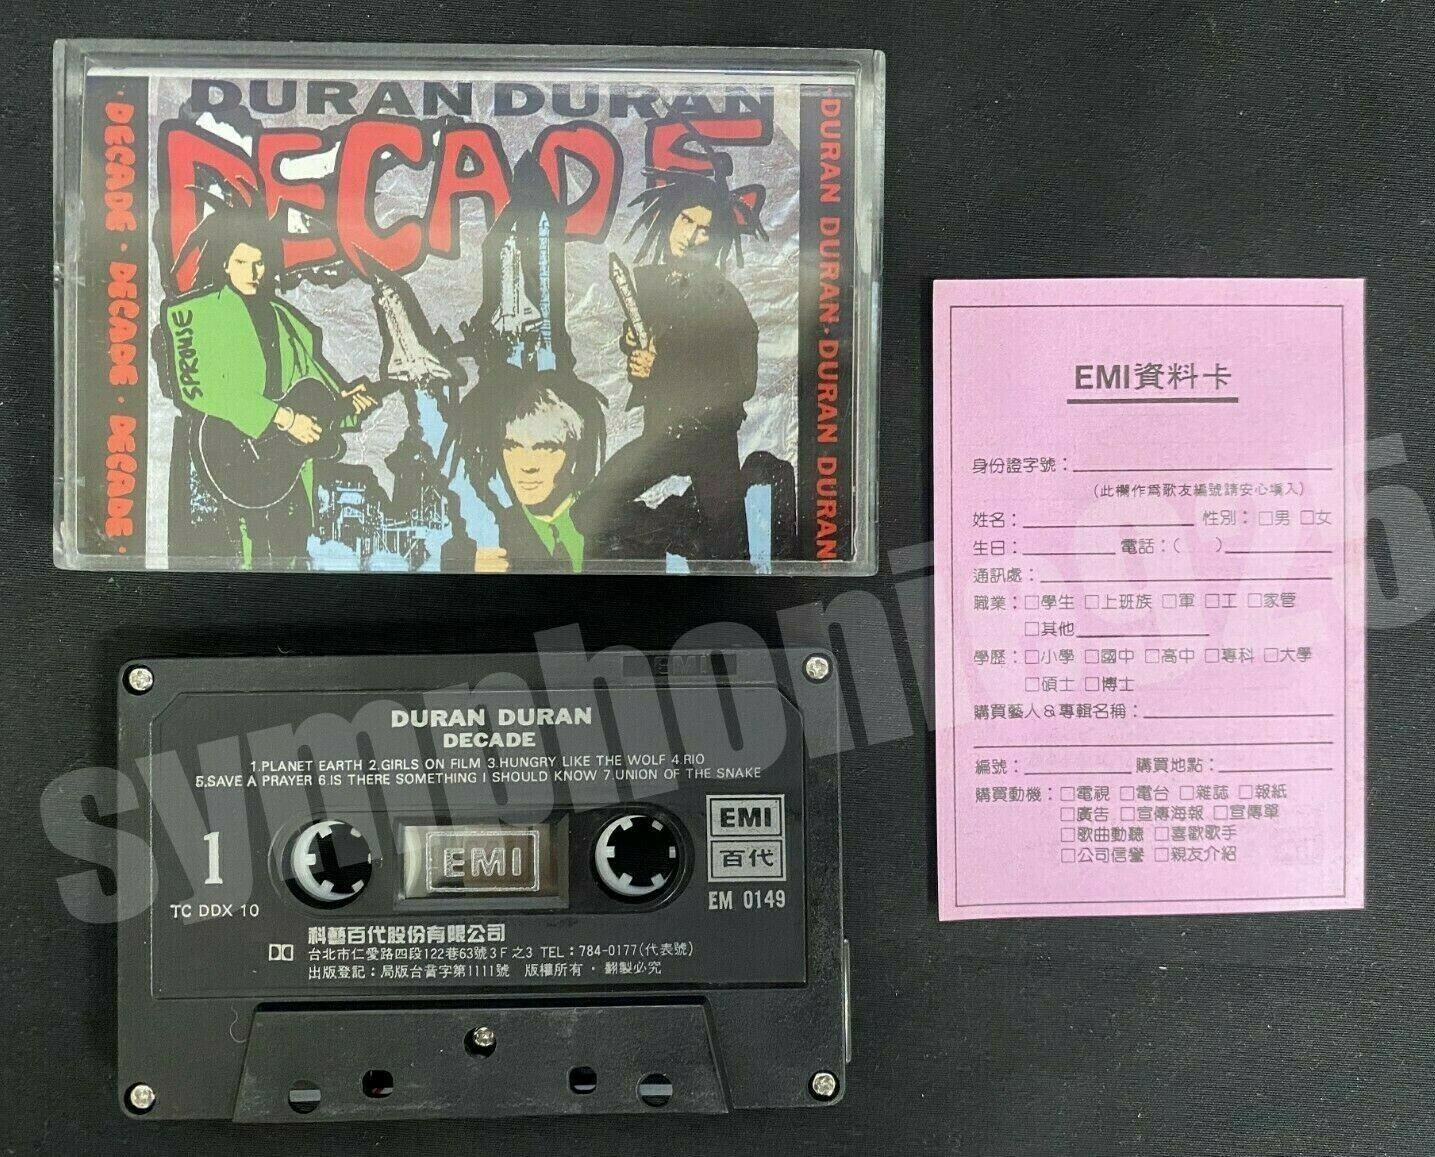 DURAN DURAN
DECADE
DECADE · DECADE · DECADE ·
DURAN DURAN · DURAN DURAN
SPROUSE
EMI
DURAN DURAN
DECADE
1.PLANET EARTH 2.GIRLS ON FILM 3.HUNGRY LIKE THE WOLF 4.RIO
5.SAVE A PRAYER 6.IS THERE SOMETHING I SHOULD KNOW 7.UNION OF THE SNAKE
1
EMI
EMI
百代
TC DDX 10
EM 0149
科藝百代股份有限公司
台北市仁愛路四段122巷63號3F之3 TEL：784-0177(代表號)
出版登記：局版台音字第1111號 版權所有・翻製必究
EMI資料卡
身份證字號：
(此欄作為歌友編號請安心填入)
姓名： 性別：□男 □女
生日： 電話：( )
通訊處：
職業：□學生 □上班族 □軍 □工 □家管
□其他
學歷：□小學 □國中 □高中 □專科 □大學
□碩士 □博士
購買藝人&專輯名稱：
編號： 購買地點：
購買動機：□電視 □電台 □雜誌 □報紙
□廣告 □宣傳海報 □宣傳單
□歌曲動聽 □喜歡歌手
□公司信譽 □親友介紹